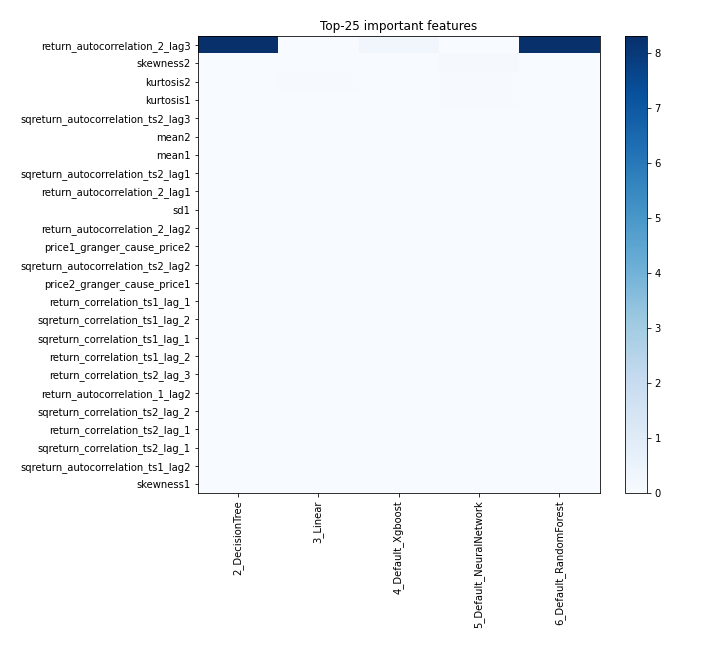 Top-25 important features
return_autocorrelation_2_lag3
skewness2
kurtosis2
kurtosis1
sqreturn_autocorrelation_ts2_lag3
mean2
mean1
sqreturn_autocorrelation_ts2_lag1
return_autocorrelation_2_lag1
sd1
return_autocorrelation_2_lag2
price1_granger_cause_price2
sqreturn_autocorrelation_ts2_lag2
price2_granger_cause_price1
return_correlation_ts1_lag_1
sqreturn_correlation_ts1_lag_2
sqreturn_correlation_ts1_lag_1
return_correlation_ts1_lag_2
return_correlation_ts2_lag_3
return_autocorrelation_1_lag2
sqreturn_correlation_ts2_lag_2
return_correlation_ts2_lag_1
sqreturn_correlation_ts2_lag_1
sqreturn_autocorrelation_ts1_lag2
skewness1
2_DecisionTree
3_Linear
4_Default_Xgboost
5_Default_NeuralNetwork
6_Default_RandomForest
8
7
6
5
4
3
2
1
0